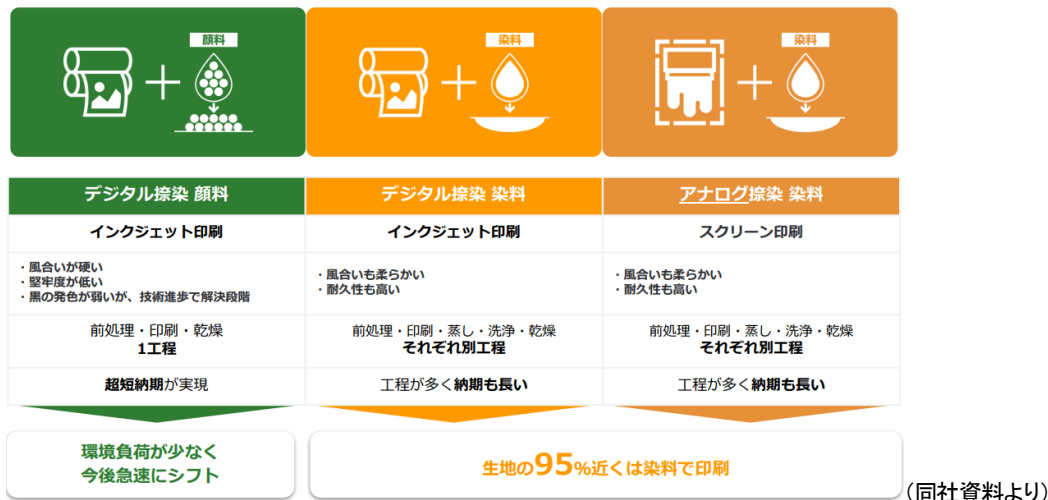 顔料
染料
染料
デジタル捺染 顔料
デジタル捺染 染料
アナログ捺染 染料
インクジェット印刷
インクジェット印刷
スクリーン印刷
・風合いが硬い
・堅牢度が低い
・黒の発色が弱いが、技術進歩で解決段階
・風合いも柔らかい
・耐久性も高い
・風合いも柔らかい
・耐久性も高い
前処理・印刷・乾燥
1工程
前処理・印刷・蒸し・洗浄・乾燥
それぞれ別工程
前処理・印刷・蒸し・洗浄・乾燥
それぞれ別工程
超短納期が実現
工程が多く納期も長い
工程が多く納期も長い
環境負荷が少なく
今後急速にシフト
生地の95%近くは染料で印刷
(同社資料より)